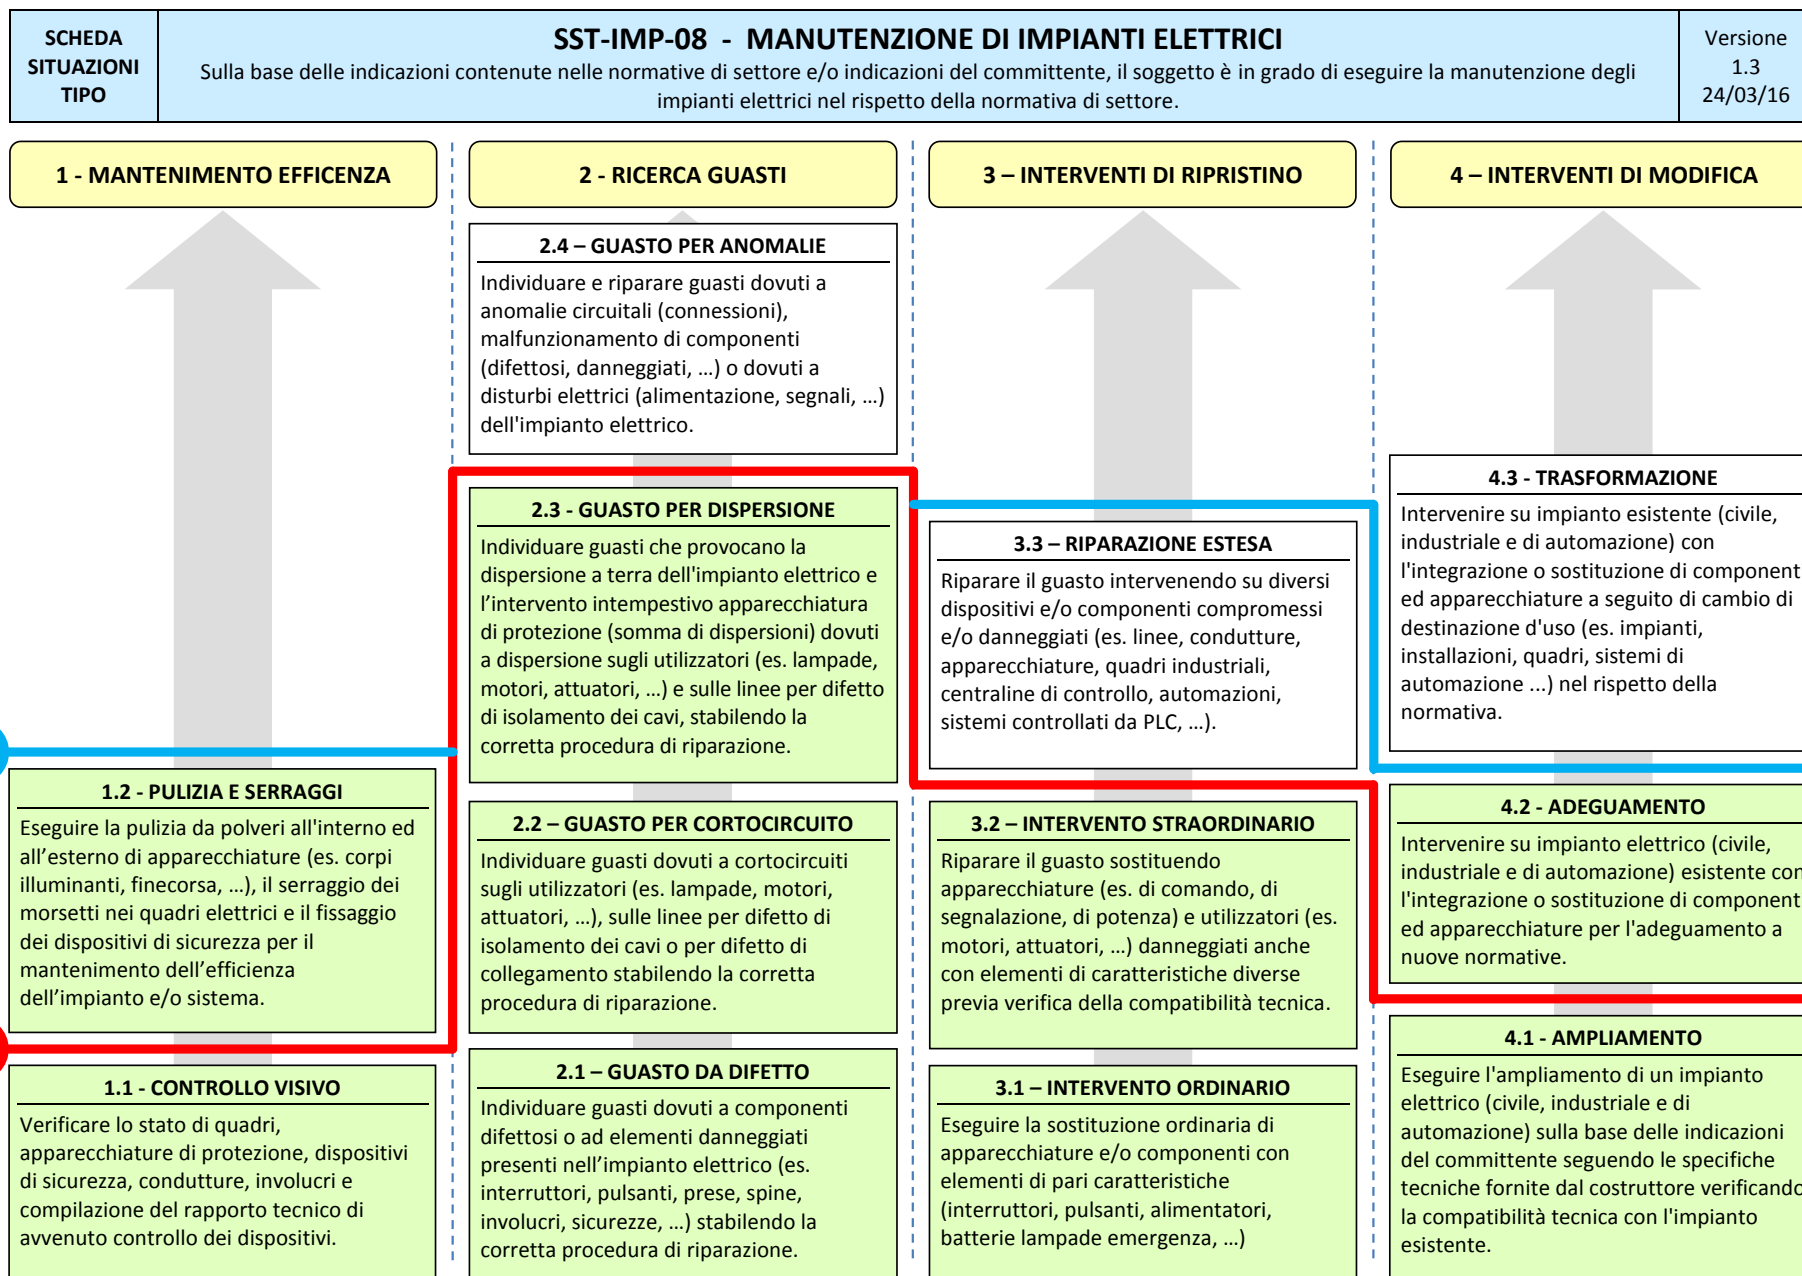 SCHEDA
SITUAZIONI
TIPO
SST-IMP-08 - MANUTENZIONE DI IMPIANTI ELETTRICI
Sulla base delle indicazioni contenute nelle normative di settore e/o indicazioni del committente, il soggetto è in grado di eseguire la manutenzione degli
impianti elettrici nel rispetto della normativa di settore.
Versione
1.3
24/03/16
1 - MANTENIMENTO EFFICENZA
2 - RICERCA GUASTI
3 – INTERVENTI DI RIPRISTINO
4 – INTERVENTI DI MODIFICA
2.4 – GUASTO PER ANOMALIE
Individuare e riparare guasti dovuti a
anomalie circuitali (connessioni),
malfunzionamento di componenti
(difettosi, danneggiati, …) o dovuti a
disturbi elettrici (alimentazione, segnali, …)
dell'impianto elettrico.
2.3 - GUASTO PER DISPERSIONE
Individuare guasti che provocano la
dispersione a terra dell'impianto elettrico e
l’intervento intempestivo apparecchiatura
di protezione (somma di dispersioni) dovuti
a dispersione sugli utilizzatori (es. lampade,
motori, attuatori, …) e sulle linee per difetto
di isolamento dei cavi, stabilendo la
corretta procedura di riparazione.
3.3 – RIPARAZIONE ESTESA
Riparare il guasto intervenendo su diversi
dispositivi e/o componenti compromessi
e/o danneggiati (es. linee, condutture,
apparecchiature, quadri industriali,
centraline di controllo, automazioni,
sistemi controllati da PLC, …).
4.3 - TRASFORMAZIONE
Intervenire su impianto esistente (civile,
industriale e di automazione) con
l'integrazione o sostituzione di component
ed apparecchiature a seguito di cambio di
destinazione d'uso (es. impianti,
installazioni, quadri, sistemi di
automazione ...) nel rispetto della
normativa.
1.2 - PULIZIA E SERRAGGI
Eseguire la pulizia da polveri all'interno ed
all’esterno di apparecchiature (es. corpi
illuminanti, finecorsa, …), il serraggio dei
morsetti nei quadri elettrici e il fissaggio
dei dispositivi di sicurezza per il
mantenimento dell’efficienza
dell’impianto e/o sistema.
2.2 – GUASTO PER CORTOCIRCUITO
Individuare guasti dovuti a cortocircuiti
sugli utilizzatori (es. lampade, motori,
attuatori, …), sulle linee per difetto di
isolamento dei cavi o per difetto di
collegamento stabilendo la corretta
procedura di riparazione.
3.2 – INTERVENTO STRAORDINARIO
Riparare il guasto sostituendo
apparecchiature (es. di comando, di
segnalazione, di potenza) e utilizzatori (es.
motori, attuatori, …) danneggiati anche
con elementi di caratteristiche diverse
previa verifica della compatibilità tecnica.
4.2 - ADEGUAMENTO
Intervenire su impianto elettrico (civile,
industriale e di automazione) esistente con
l'integrazione o sostituzione di component
ed apparecchiature per l'adeguamento a
nuove normative.
1.1 - CONTROLLO VISIVO
Verificare lo stato di quadri,
apparecchiature di protezione, dispositivi
di sicurezza, condutture, involucri e
compilazione del rapporto tecnico di
avvenuto controllo dei dispositivi.
2.1 – GUASTO DA DIFETTO
Individuare guasti dovuti a componenti
difettosi o ad elementi danneggiati
presenti nell’impianto elettrico (es.
interruttori, pulsanti, prese, spine,
involucri, sicurezze, …) stabilendo la
corretta procedura di riparazione.
3.1 – INTERVENTO ORDINARIO
Eseguire la sostituzione ordinaria di
apparecchiature e/o componenti con
elementi di pari caratteristiche
(interruttori, pulsanti, alimentatori,
batterie lampade emergenza, …)
4.1 - AMPLIAMENTO
Eseguire l'ampliamento di un impianto
elettrico (civile, industriale e di
automazione) sulla base delle indicazioni
del committente seguendo le specifiche
tecniche fornite dal costruttore verificando
la compatibilità tecnica con l'impianto
esistente.